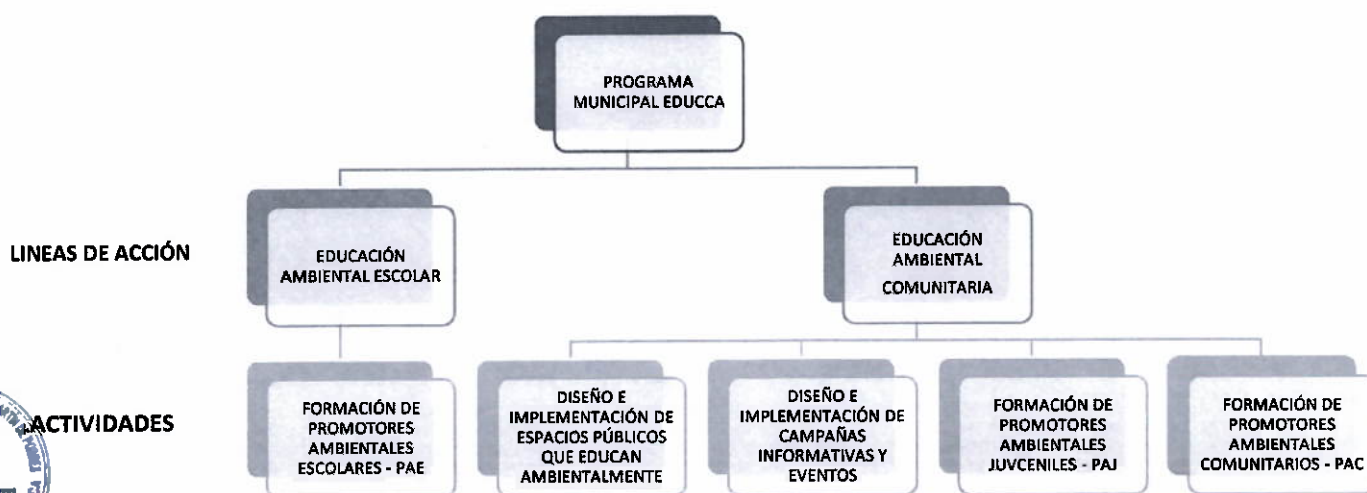 PROGRAMA
MUNICIPAL EDUCCA
LINEAS DE ACCIÓN
EDUCACIÓN
AMBIENTAL ESCOLAR
EDUCACIÓN
AMBIENTAL
COMUNITARIA
ACTIVIDADES
FORMACIÓN DE
PROMOTORES
AMBIENTALES
ESCOLARES - PAE
DISEÑO E
IMPLEMENTACIÓN DE
ESPACIOS PÚBLICOS
QUE EDUCAN
AMBIENTALMENTE
DISEÑO E
IMPLEMENTACIÓN DE
CAMPAÑAS
INFORMATIVAS Y
EVENTOS
FORMACIÓN DE
PROMOTORES
AMBIENTALES
JUVCENILES - PAJ
FORMACIÓN DE
PROMOTORES
AMBIENTALES
COMUNITARIOS - PAC